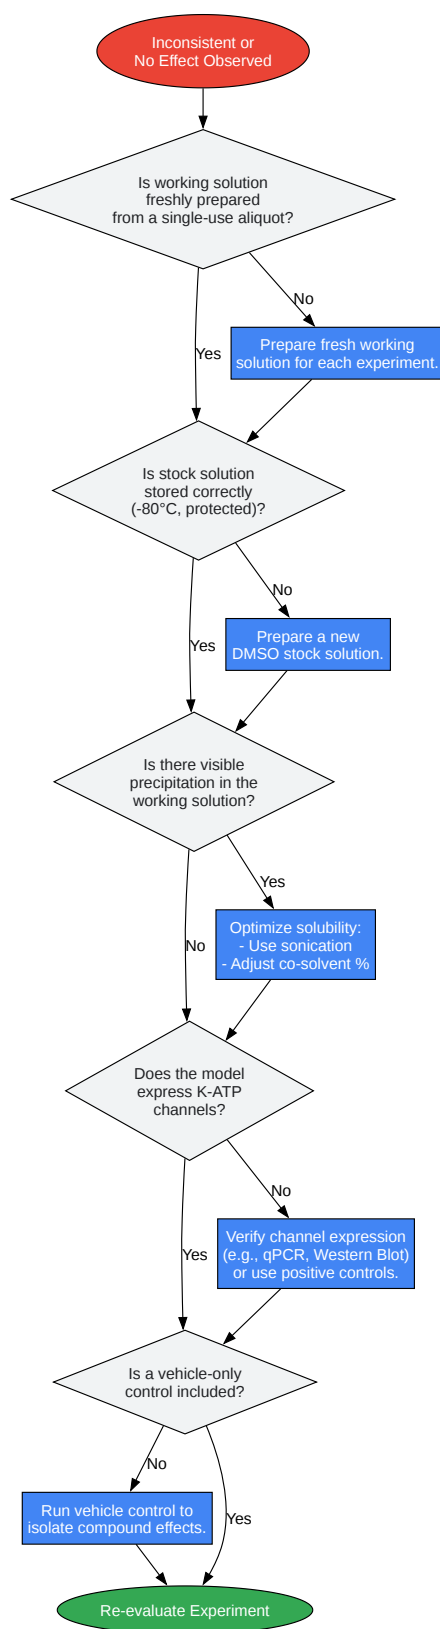 Inconsistent or
No Effect Observed
Is working solution
freshly prepared
from a single-use aliquot?
No
Yes
Prepare fresh working
solution for each experiment.
Is stock solution
stored correctly
(-80°C, protected)?
No
Yes
Prepare a new
DMSO stock solution.
Is there visible
precipitation in the
working solution?
Yes
No
Optimize solubility:
- Use sonication
- Adjust co-solvent %
Does the model
express K-ATP
channels?
No
Yes
Verify channel expression
(e.g., qPCR, Western Blot)
or use positive controls.
Is a vehicle-only
control included?
No
Yes
Run vehicle control to
isolate compound effects.
Re-evaluate Experiment